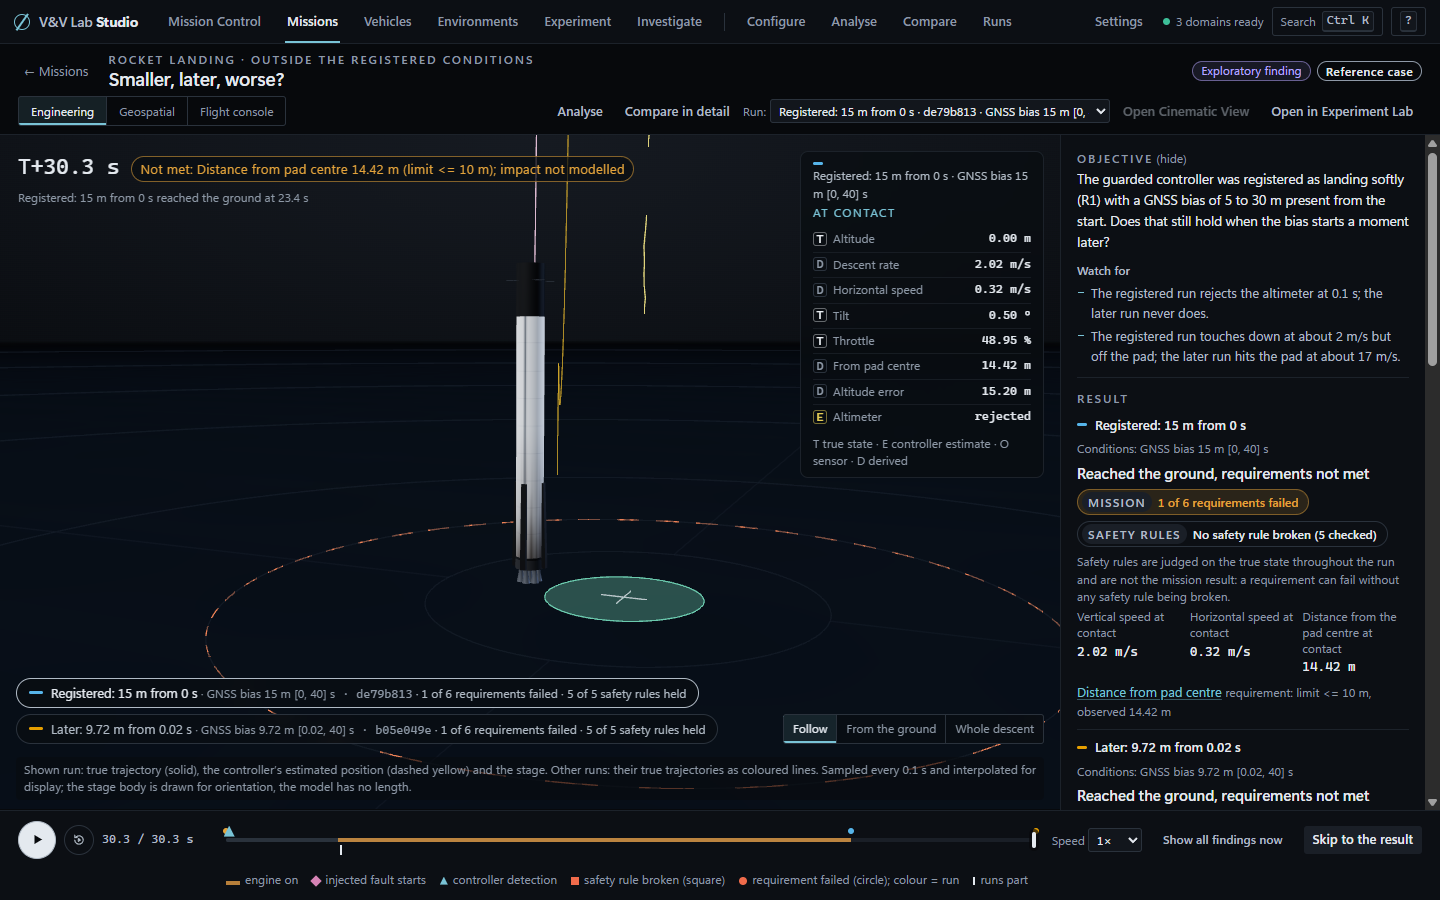 V&V Lab Studio
Mission Control
Missions
Vehicles
Environments
Experiment
Investigate
Configure
Analyse
Compare
Runs
Settings
3 domains ready
Search Ctrl K
?
← Missions
ROCKET LANDING · OUTSIDE THE REGISTERED CONDITIONS
Smaller, later, worse?
Exploratory finding
Reference case
Engineering
Geospatial
Flight console
Analyse
Compare in detail
Run: Registered: 15 m from 0 s · de79b813 · GNSS bias 15 m [0,
Open Cinematic View
Open in Experiment Lab
T+30.3 s
Not met: Distance from pad centre 14.42 m (limit <= 10 m); impact not modelled
Registered: 15 m from 0 s reached the ground at 23.4 s
Registered: 15 m from 0 s · GNSS bias 15
m [0, 40] s
AT CONTACT
T Altitude 0.00 m
D Descent rate 2.02 m/s
D Horizontal speed 0.32 m/s
T Tilt 0.50 °
T Throttle 48.95 %
D From pad centre 14.42 m
D Altitude error 15.20 m
E Altimeter rejected
T true state · E controller estimate · O
sensor · D derived
Registered: 15 m from 0 s · GNSS bias 15 m [0, 40] s · de79b813 · 1 of 6 requirements failed · 5 of 5 safety rules held
Later: 9.72 m from 0.02 s · GNSS bias 9.72 m [0.02, 40] s · b05e049e · 1 of 6 requirements failed · 5 of 5 safety rules held
Follow
From the ground
Whole descent
Shown run: true trajectory (solid), the controller's estimated position (dashed yellow) and the stage. Other runs: their true trajectories as coloured lines. Sampled every 0.1 s and interpolated for
display; the stage body is drawn for orientation, the model has no length.
OBJECTIVE (hide)
The guarded controller was registered as landing softly
(R1) with a GNSS bias of 5 to 30 m present from the
start. Does that still hold when the bias starts a moment
later?
Watch for
– The registered run rejects the altimeter at 0.1 s; the
later run never does.
– The registered run touches down at about 2 m/s but
off the pad; the later run hits the pad at about 17 m/s.
RESULT
Registered: 15 m from 0 s
Conditions: GNSS bias 15 m [0, 40] s
Reached the ground, requirements not met
MISSION 1 of 6 requirements failed
SAFETY RULES No safety rule broken (5 checked)
Safety rules are judged on the true state throughout the run
and are not the mission result: a requirement can fail without
any safety rule being broken.
Vertical speed at
contact
2.02 m/s
Horizontal speed at
contact
0.32 m/s
Distance from the
pad centre at
contact
14.42 m
Distance from pad centre requirement: limit <= 10 m,
observed 14.42 m
Later: 9.72 m from 0.02 s
Conditions: GNSS bias 9.72 m [0.02, 40] s
Reached the ground, requirements not met
30.3 / 30.3 s
Speed 1×
Show all findings now
Skip to the result
engine on
injected fault starts
controller detection
safety rule broken (square)
requirement failed (circle); colour = run
runs part